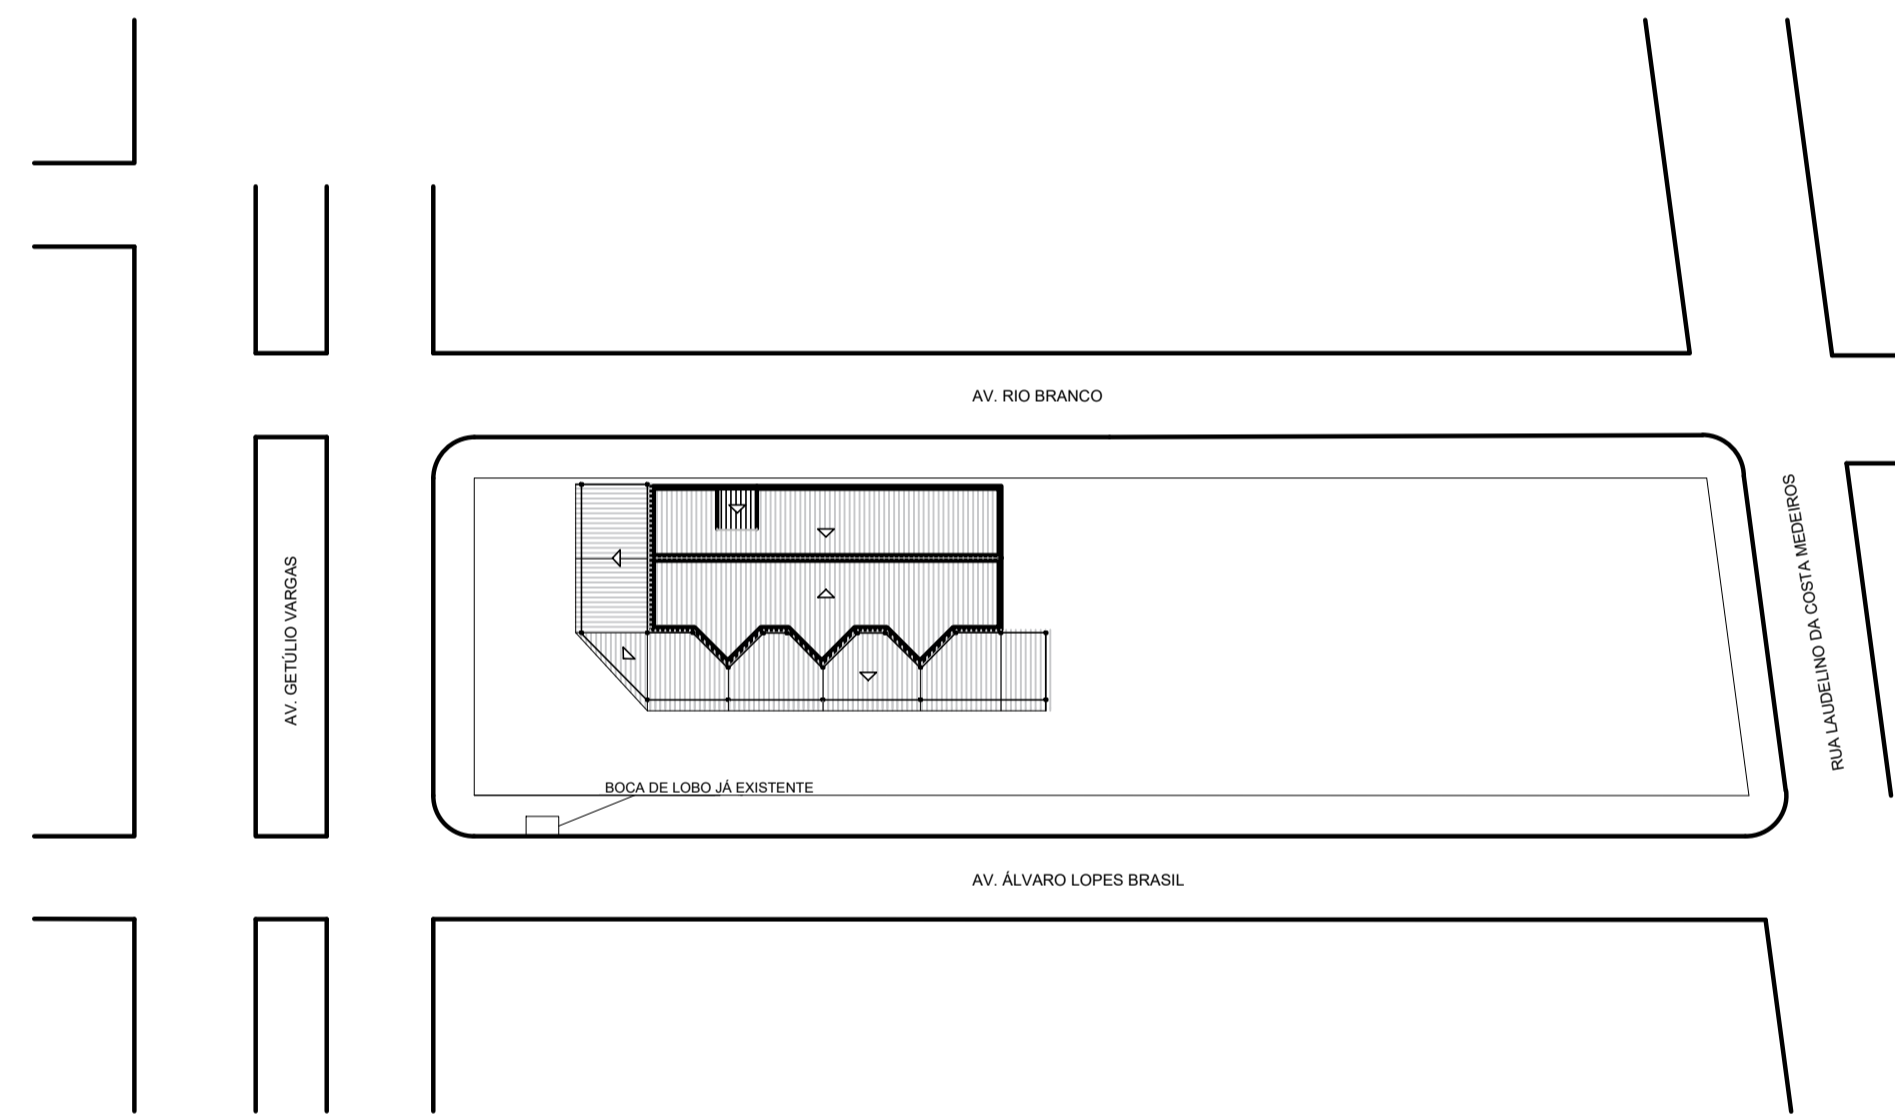 AV. RIO BRANCO
AV. GETÚLIO VARGAS
RUA LAUDELINO DA COSTA MEDEIROS
BOCA DE LOBO JÁ EXISTENTE
AV. ÁLVARO LOPES BRASIL